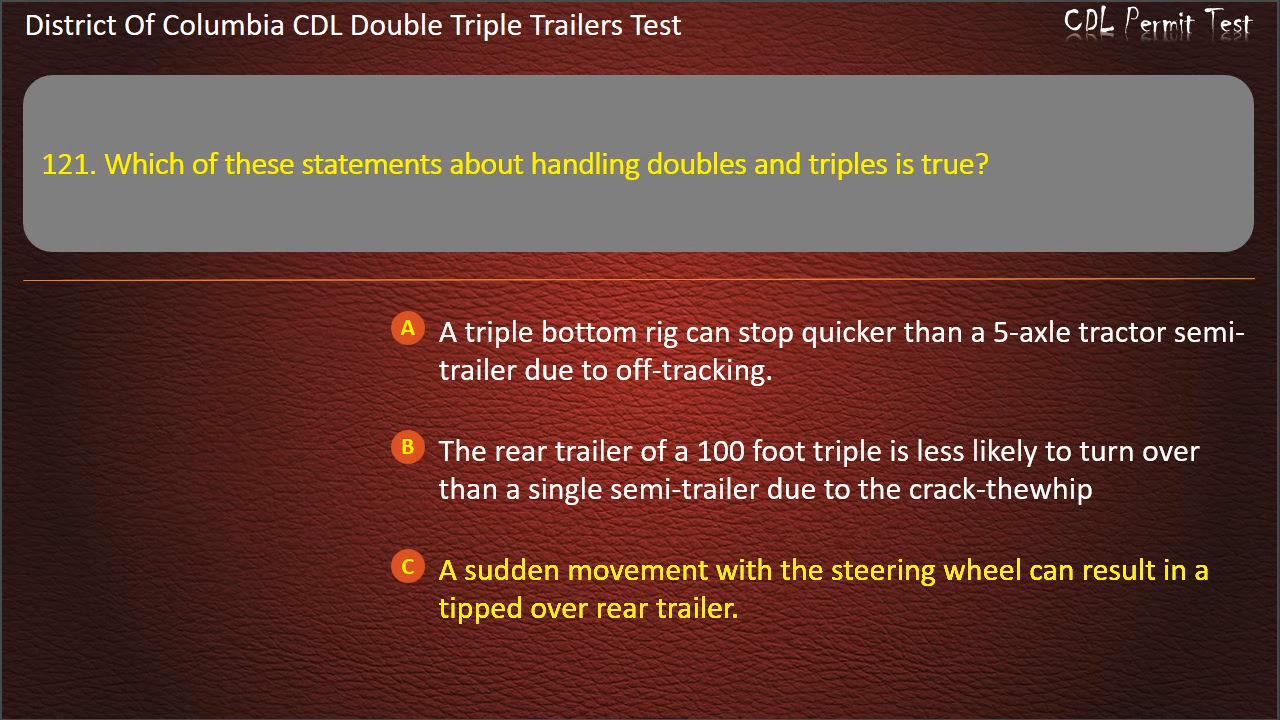 District Of Columbia CDL Double Triple Trailers Test
CDL Permit Test
121. Which of these statements about handling doubles and triples is true?
A A triple bottom rig can stop quicker than a 5-axle tractor semi-
trailer due to off-tracking.
B The rear trailer of a 100 foot triple is less likely to turn over
than a single semi-trailer due to the crack-thewhip
C A sudden movement with the steering wheel can result in a
tipped over rear trailer.